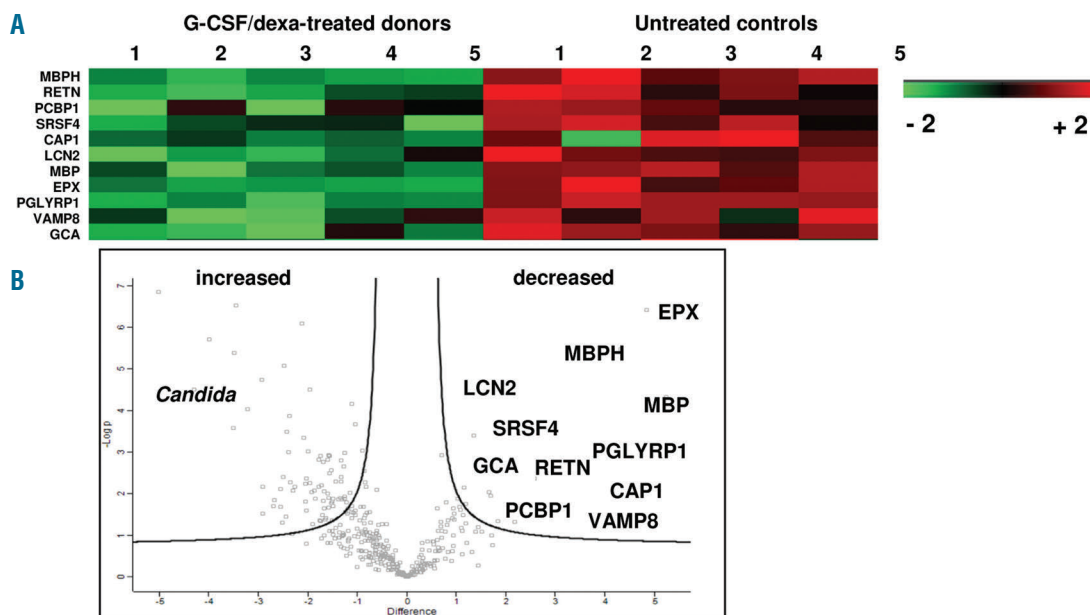 A
G-CSF/dexa-treated donors Untreated controls
1 2 3 4 5 1 2 3 4 5
MBPH
RETN
PCBP1
SRSF4
CAP1
LCN2
MBP
EPX
PGLYRP1
VAMP8
GCA
- 2 + 2
B
increased decreased
EPX
MBPH
LCN2
Candida
MBP
SRSF4
PGLYRP1
GCA RETN
CAP1
PCBP1
VAMP8
-Log p
7
6
5
4
3
2
1
0
-5 -4 -3 -2 -1 0 1 2 3 4 5
Difference